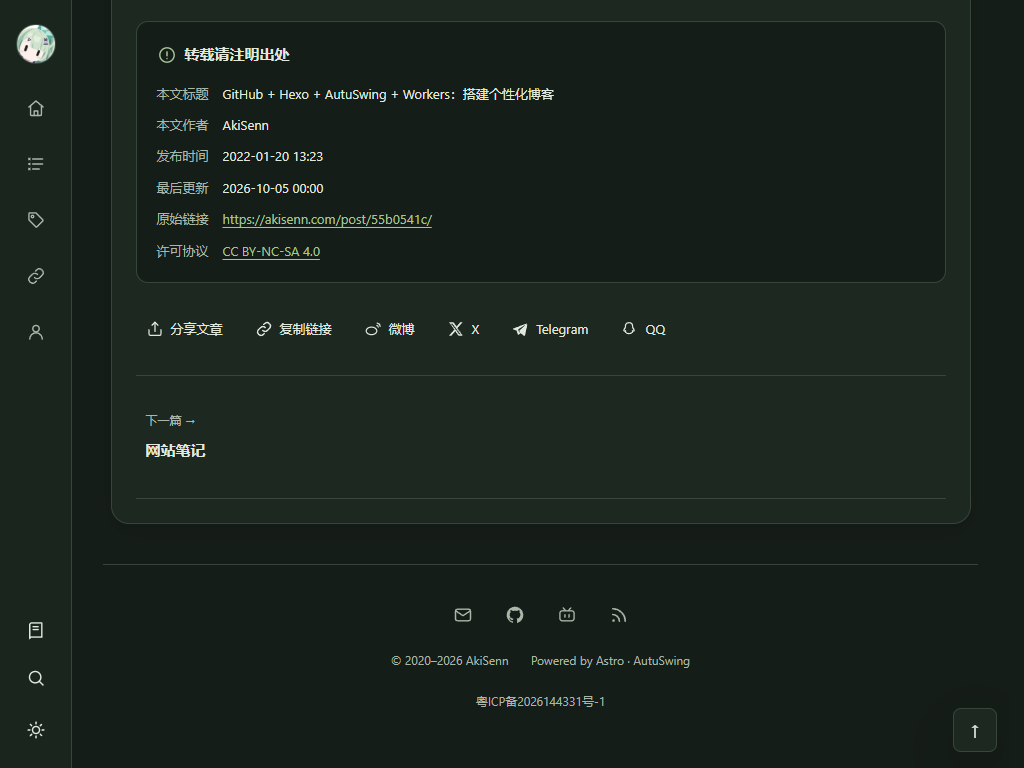 转载请注明出处
本文标题 GitHub + Hexo + AutuSwing + Workers：搭建个性化博客
本文作者 AkiSenn
发布时间 2022-01-20 13:23
最后更新 2026-10-05 00:00
原始链接 https://akisenn.com/post/55b0541c/
许可协议 CC BY-NC-SA 4.0
分享文章 复制链接 微博 X Telegram QQ
下一篇 →
网站笔记
© 2020–2026 AkiSenn Powered by Astro · AutuSwing
粤ICP备2026144331号-1
↑